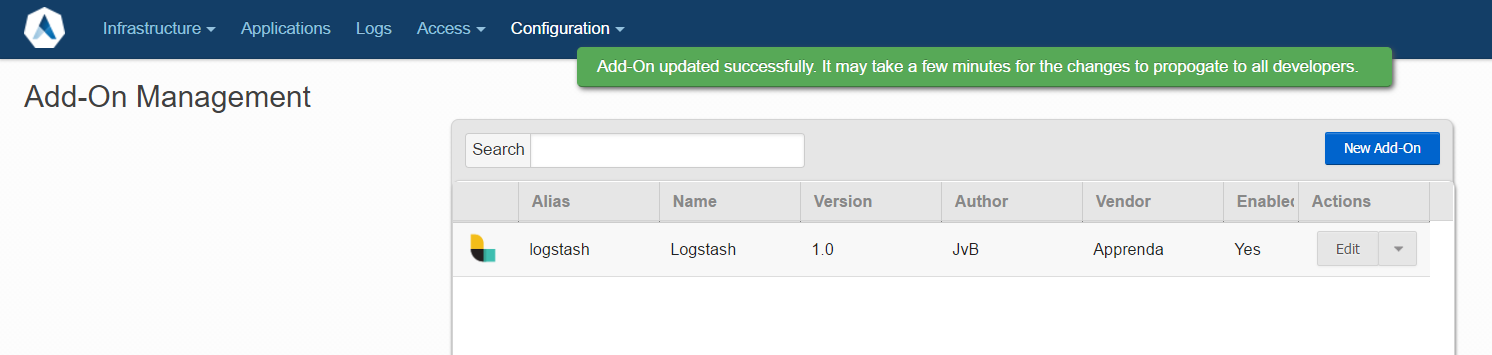 Infrastructure Applications Logs Access Configuration
Add-On updated successfully. It may take a few minutes for the changes to propogate to all developers.
Add-On Management
Search New Add-On
Alias Name Version Author Vendor Enabled Actions
logstash Logstash 1.0 JvB Apprenda Yes Edit